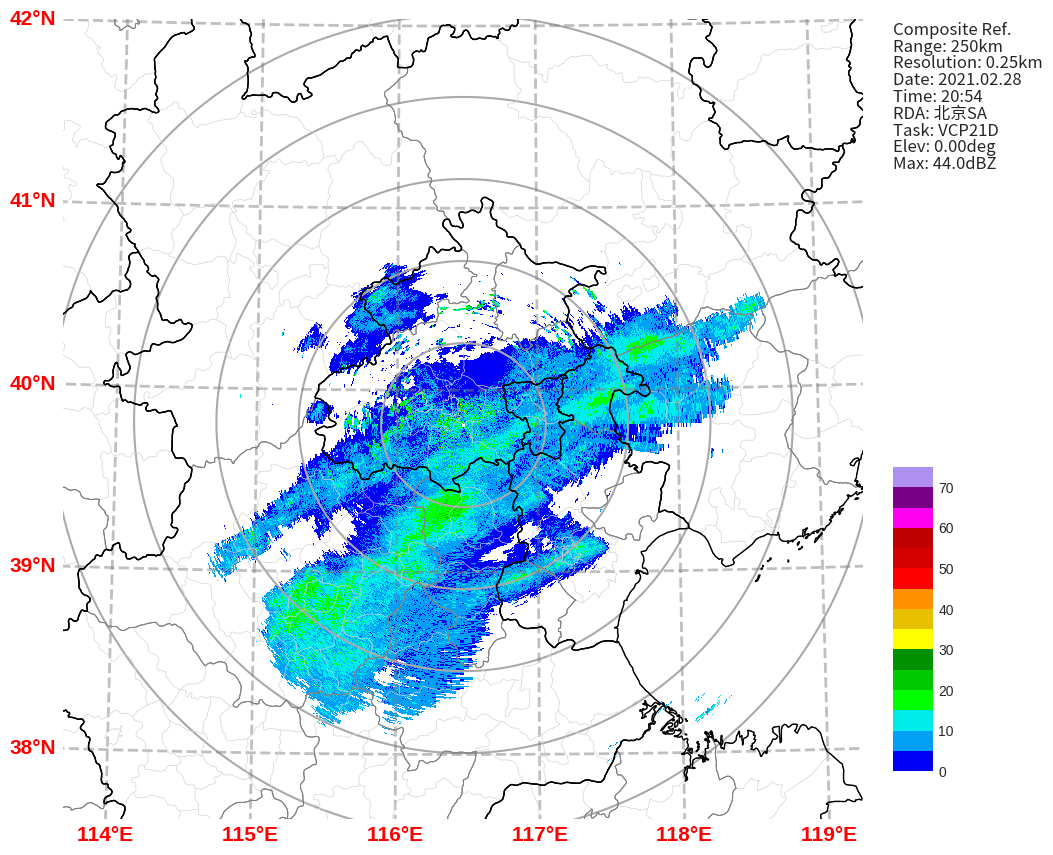 42°N
41°N
40°N
39°N
38°N
114°E
115°E
116°E
117°E
118°E
119°E
Composite Ref.
Range: 250km
Resolution: 0.25km
Date: 2021.02.28
Time: 20:54
RDA: 北京SA
Task: VCP21D
Elev: 0.00deg
Max: 44.0dBZ
70
60
50
40
30
20
10
0